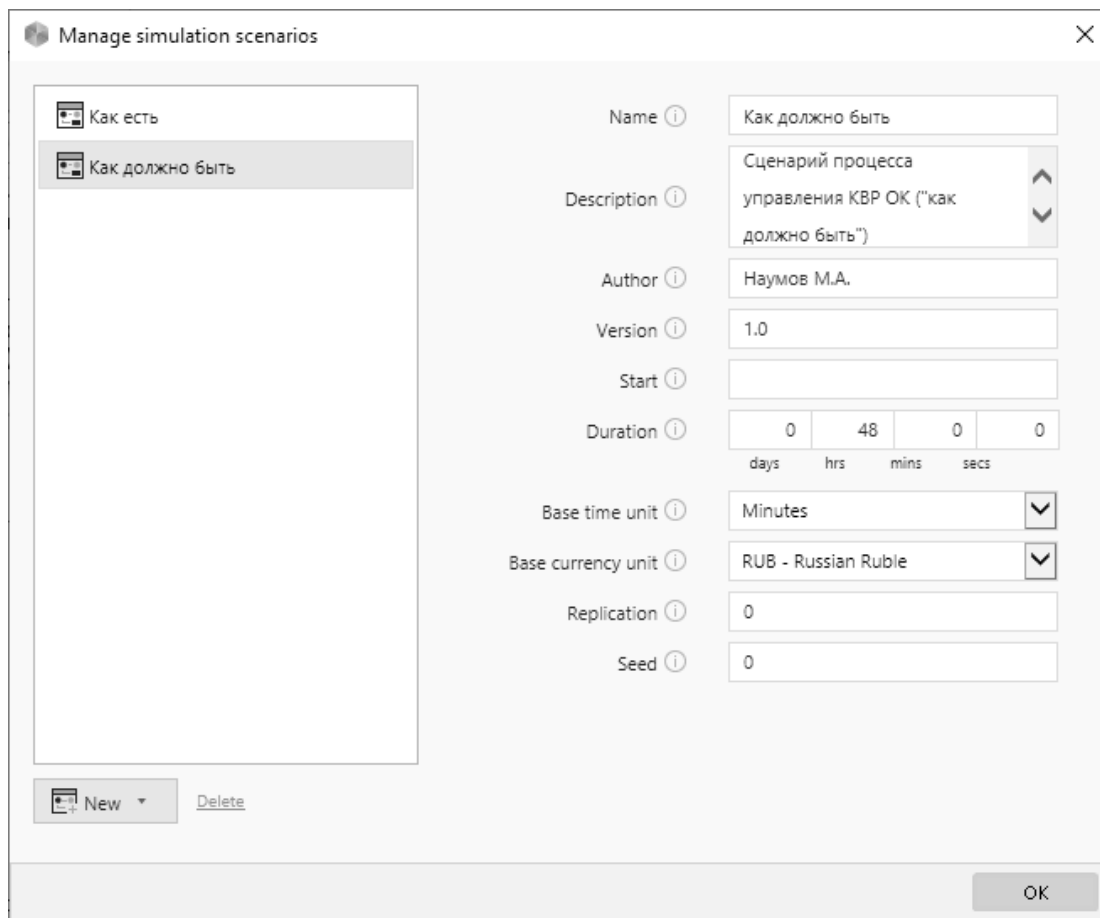 Manage simulation scenarios
Как есть
Как должно быть
Name
Как должно быть
Description
Сценарий процесса
управления КВР ОК ("как
должно быть")
Author
Наумов М.А.
Version
1.0
Start
Duration
0 48 0 0
days hrs mins secs
Base time unit
Minutes
Base currency unit
RUB - Russian Ruble
Replication
0
Seed
0
New
Delete
OK